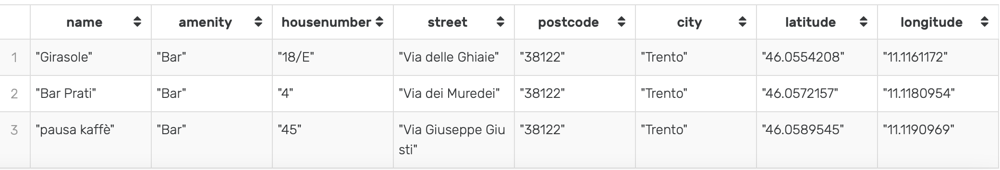 name amenity housenumber street postcode city latitude longitude
1 "Girasole" "Bar" "18/E" "Via delle Ghiaie" "38122" "Trento" "46.0554208" "11.1161172"
2 "Bar Prati" "Bar" "4" "Via dei Muredei" "38122" "Trento" "46.0572157" "11.1180954"
3 "pausa kaffè" "Bar" "45" "Via Giuseppe Giu "38122" "Trento" "46.0589545" "11.1190969"
sti"